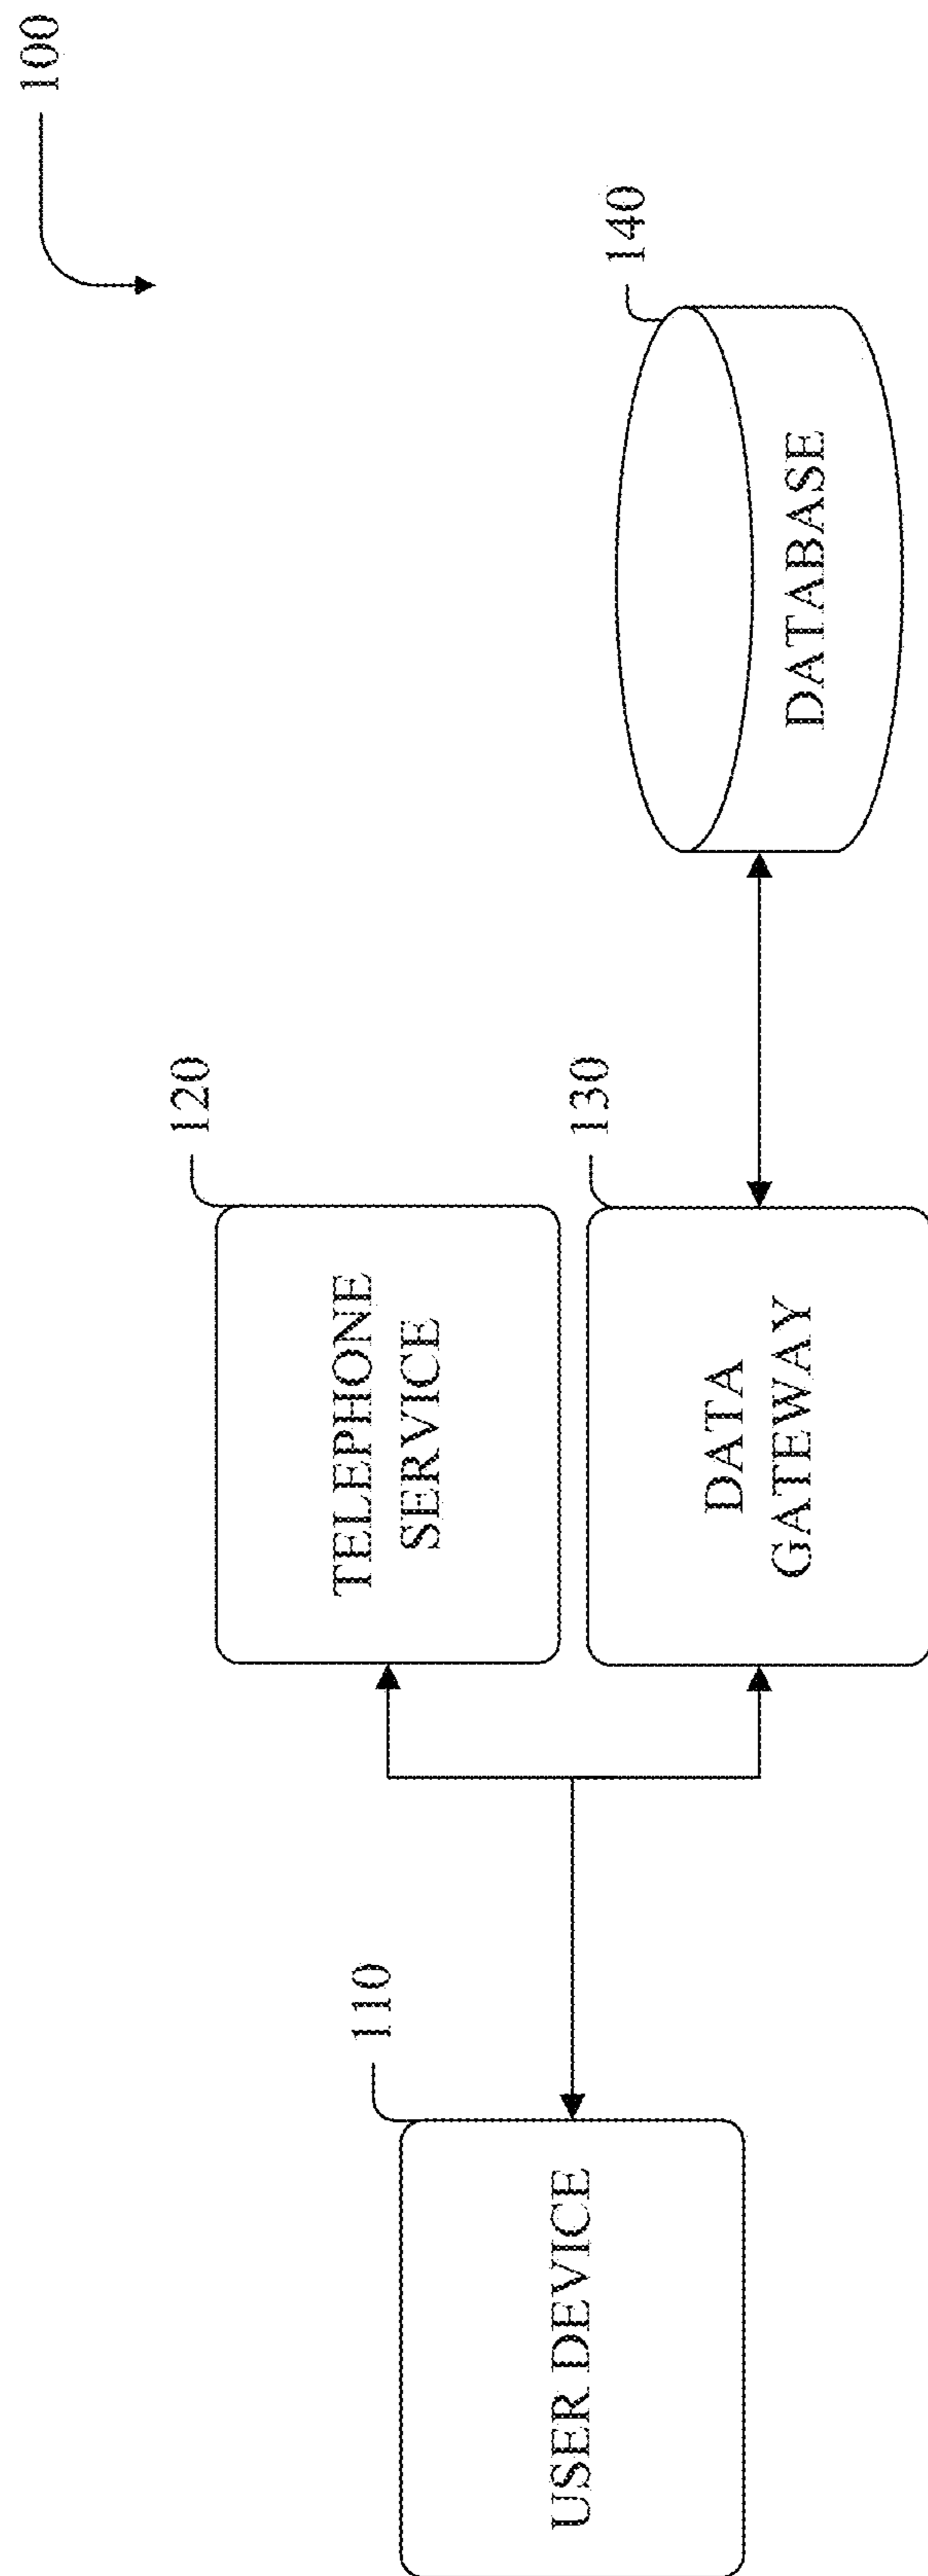 100
110
USER DEVICE
120
TELEPHONE
SERVICE
130
DATA
GATEWAY
140
DATABASE